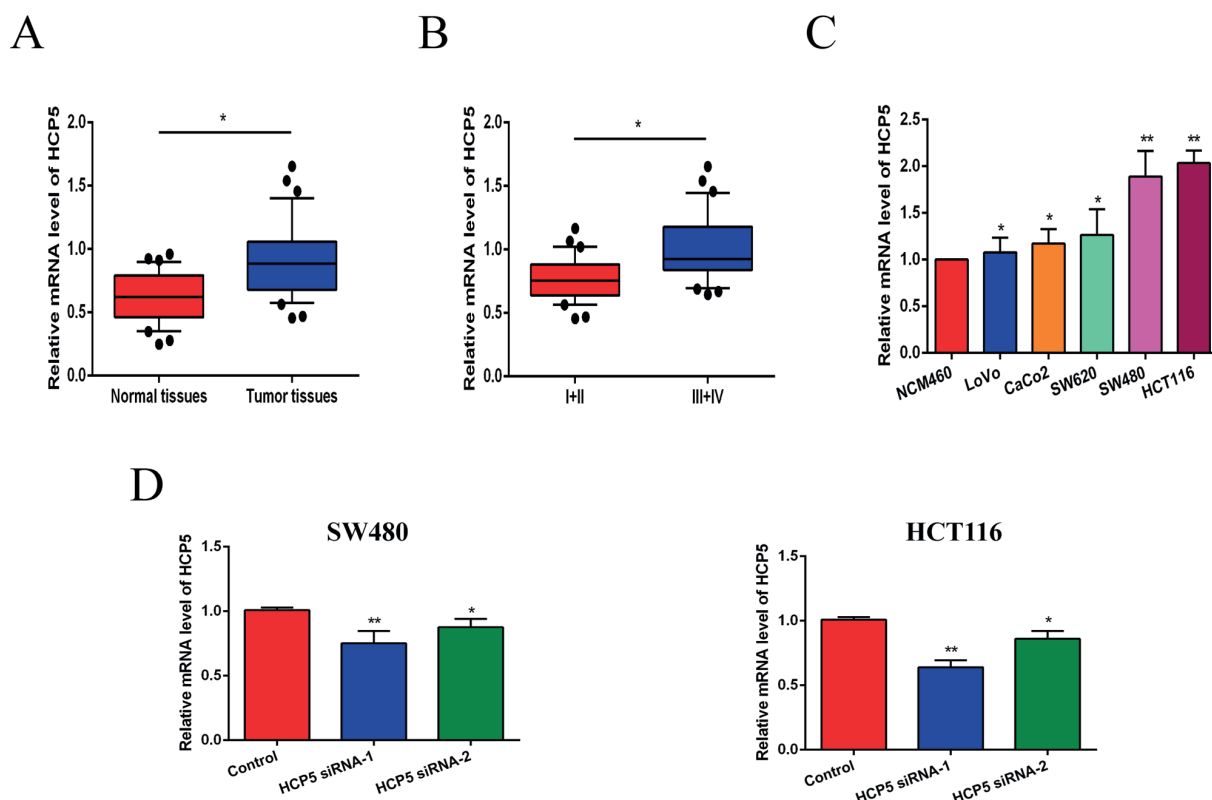 A
B
C
Relative mRNA level of HCP5
2.0
1.5
1.0
0.5
0.0
*
Normal tissues
Tumor tissues
Relative mRNA level of HCP5
2.0
1.5
1.0
0.5
0.0
*
I+II
III+IV
Relative mRNA level of HCP5
2.5
2.0
1.5
1.0
0.5
0.0
*
*
*
**
**
NCM460
LoVo
CaCo2
SW620
SW480
HCT116
D
SW480
Relative mRNA level of HCP5
1.5
1.0
0.5
0.0
**
*
Control
HCP5 siRNA-1
HCP5 siRNA-2
HCT116
Relative mRNA level of HCP5
1.5
1.0
0.5
0.0
**
*
Control
HCP5 siRNA-1
HCP5 siRNA-2